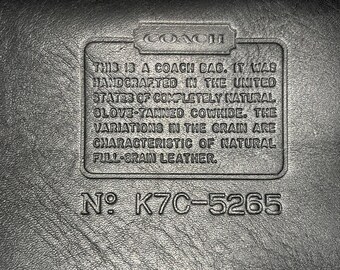 COACH
THIS IS A COACH BAG. IT WAS
HANDCRAFTED IN THE UNITED
STATES OF COMPLETELY NATURAL
GLOVE-TANNED COWHIDE. THE
VARIATIONS IN THE GRAIN ARE
CHARACTERISTIC OF NATURAL
FULL-GRAIN LEATHER.
Nº K7C-5265